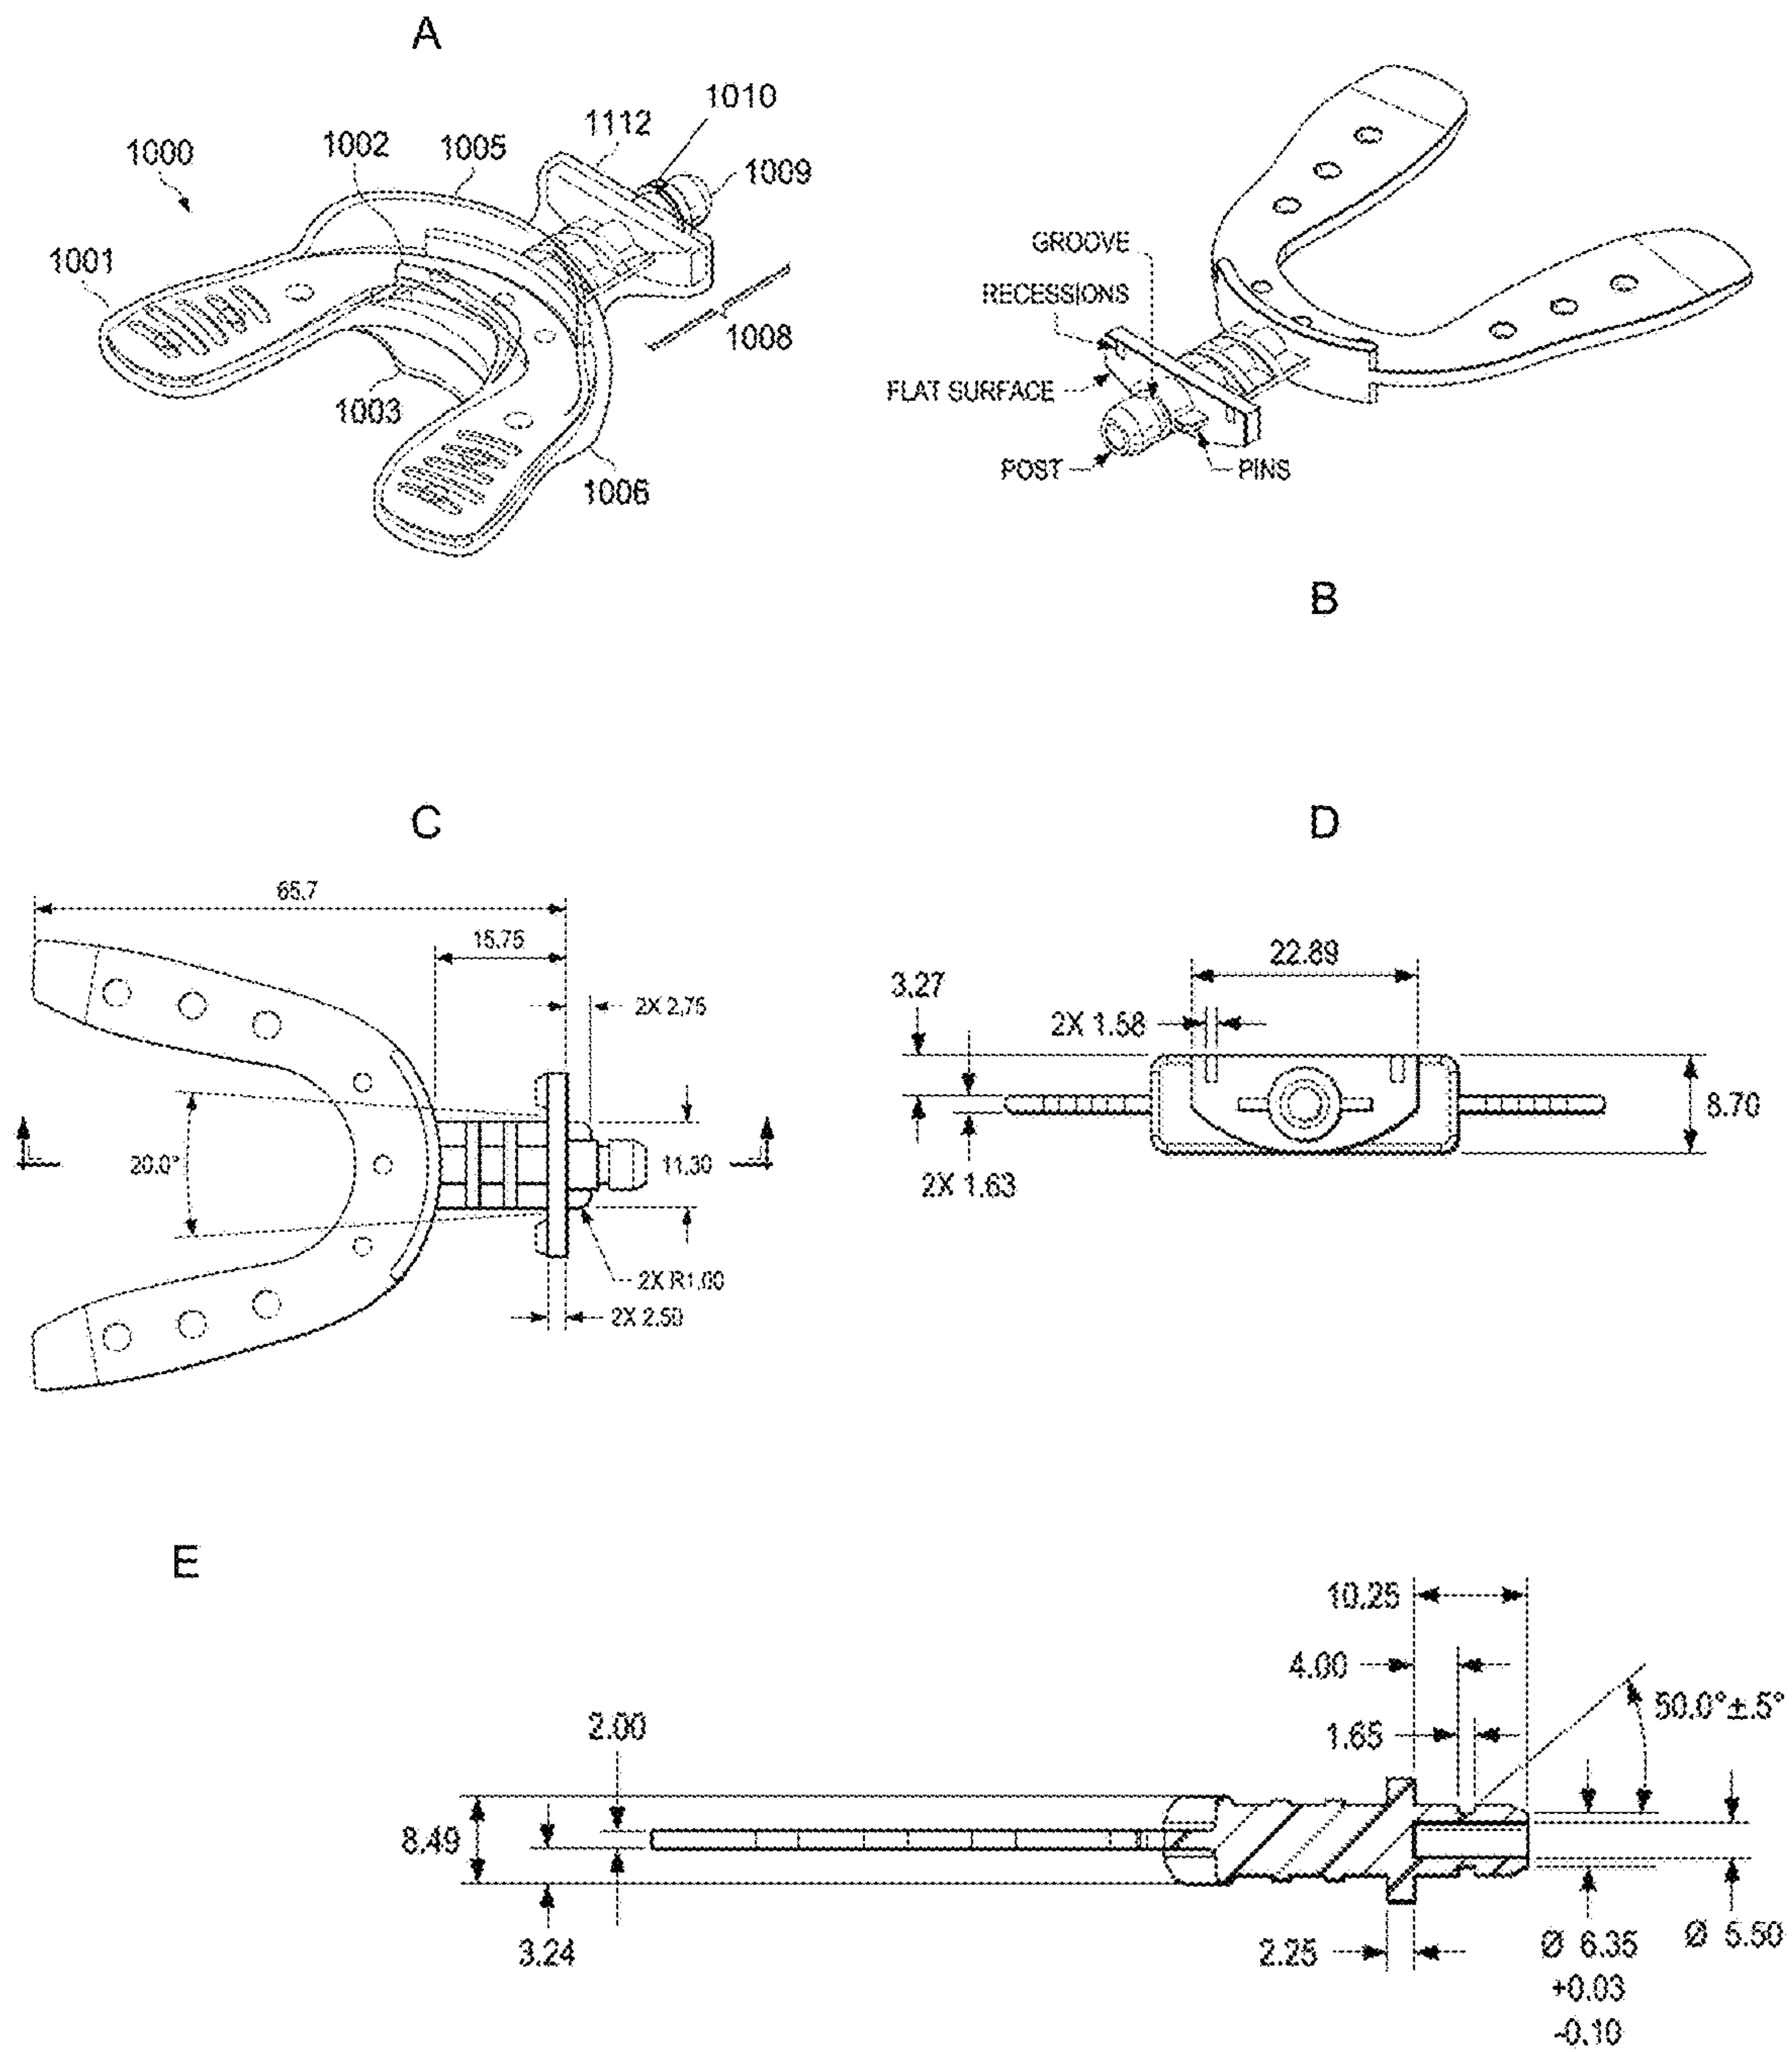 A
1010
1112
1002
1005
1000
1009
1001
1008
1003
1006
GROOVE
RECESSIONS
FLAT SURFACE
POST
PINS
B
C
65.7
15.75
2X 2.75
20.0°
11.30
2X R1.00
2X 2.50
D
22.89
3.27
2X 1.58
8.70
2X 1.63
E
10.25
4.00
50.0°±.5°
2.00
1.65
8.49
3.24
2.25
Ø 6.35
+0.03
-0.10
Ø 5.50